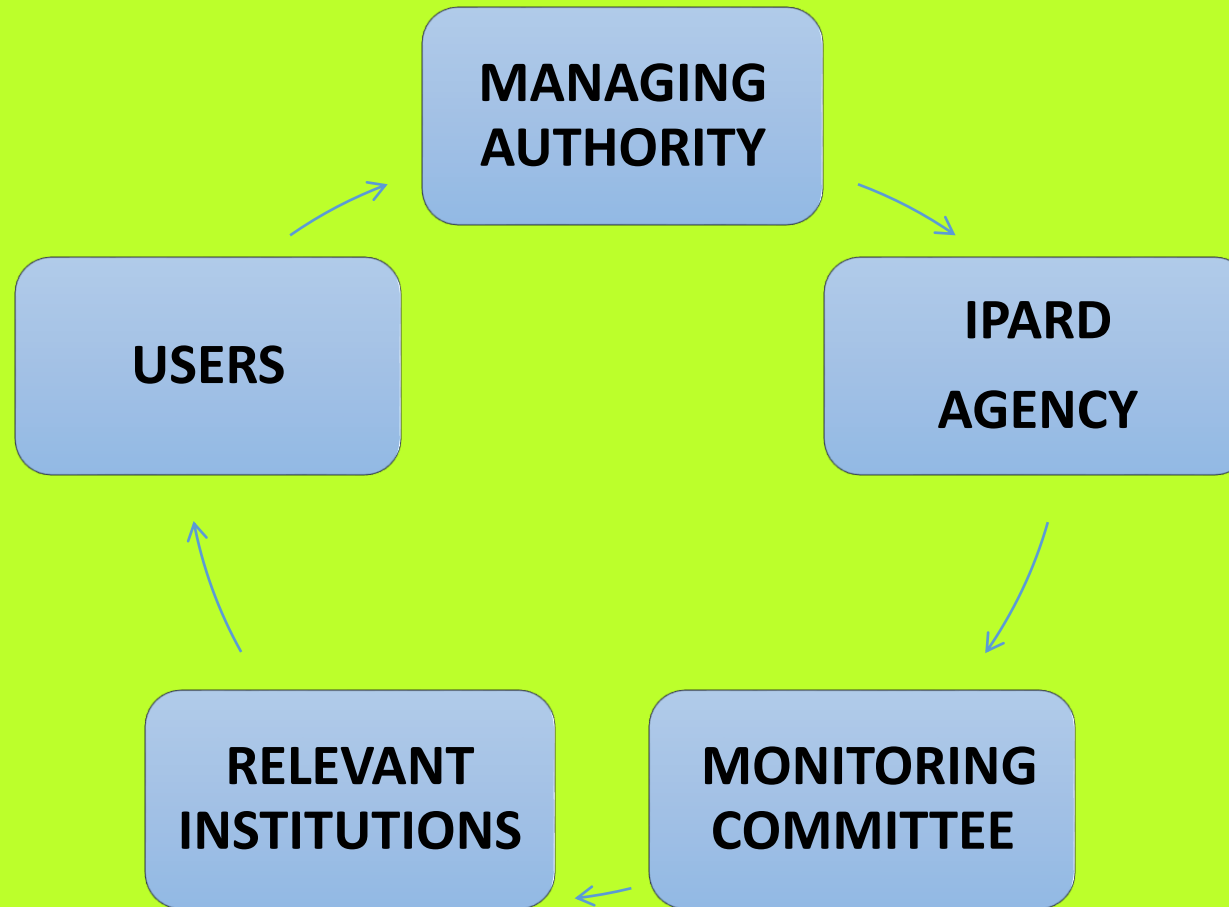 MANAGING
AUTHORITY
IPARD
AGENCY
MONITORING
COMMITTEE
RELEVANT
INSTITUTIONS
USERS